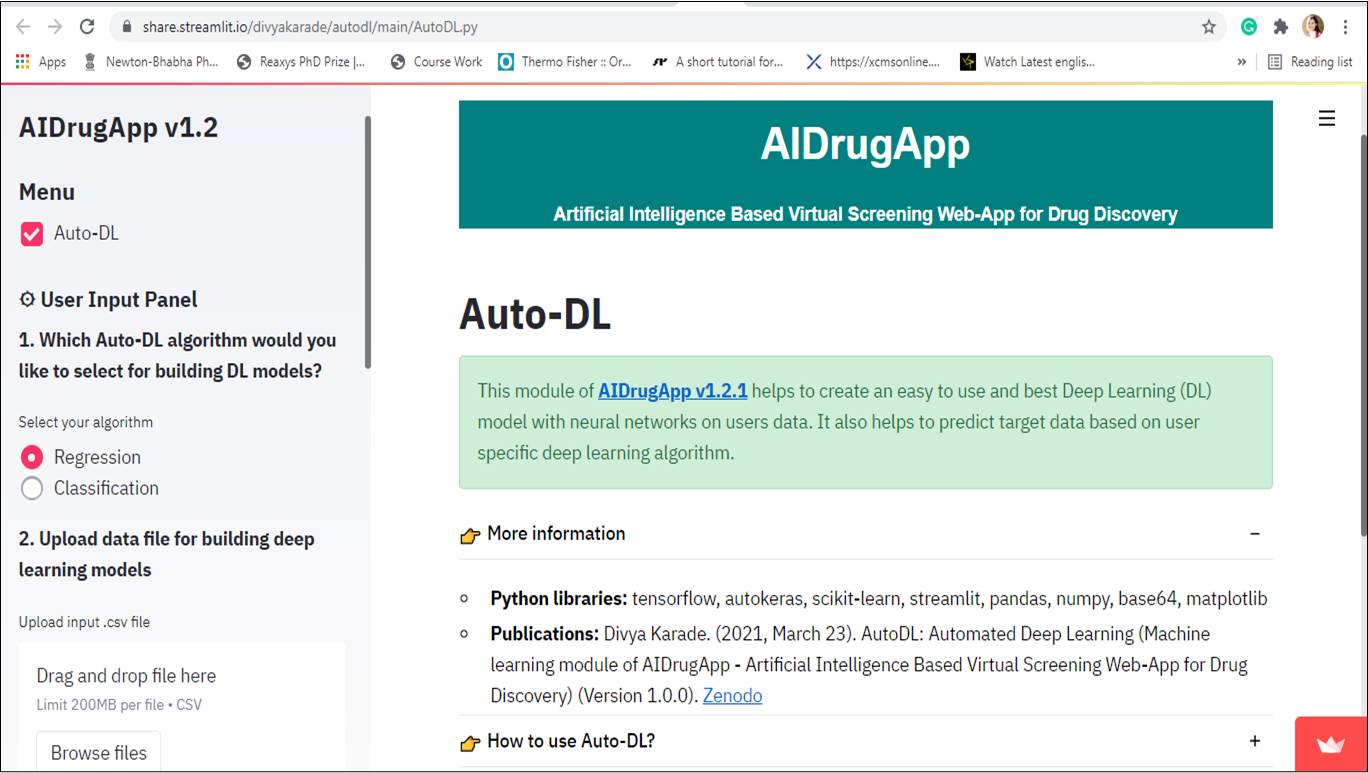 share.streamlit.io/divyakarade/autodl/main/AutoDL.py
Apps Newton-Bhabha Ph... Reaxys PhD Prize |... Course Work Thermo Fisher :: Or... A short tutorial for... https://xcmsonline.... Watch Latest englis... » Reading list
AIDrugApp v1.2
Menu
Auto-DL
User Input Panel
1. Which Auto-DL algorithm would you
like to select for building DL models?
Select your algorithm
Regression
Classification
2. Upload data file for building deep
learning models
Upload input .csv file
Drag and drop file here
Limit 200MB per file • CSV
Browse files
AIDrugApp
Artificial Intelligence Based Virtual Screening Web-App for Drug Discovery
Auto-DL
This module of AIDrugApp v1.2.1 helps to create an easy to use and best Deep Learning (DL)
model with neural networks on users data. It also helps to predict target data based on user
specific deep learning algorithm.
More information
Python libraries: tensorflow, autokeras, scikit-learn, streamlit, pandas, numpy, base64, matplotlib
Publications: Divya Karade. (2021, March 23). AutoDL: Automated Deep Learning (Machine
learning module of AIDrugApp - Artificial Intelligence Based Virtual Screening Web-App for Drug
Discovery) (Version 1.0.0). Zenodo
How to use Auto-DL?